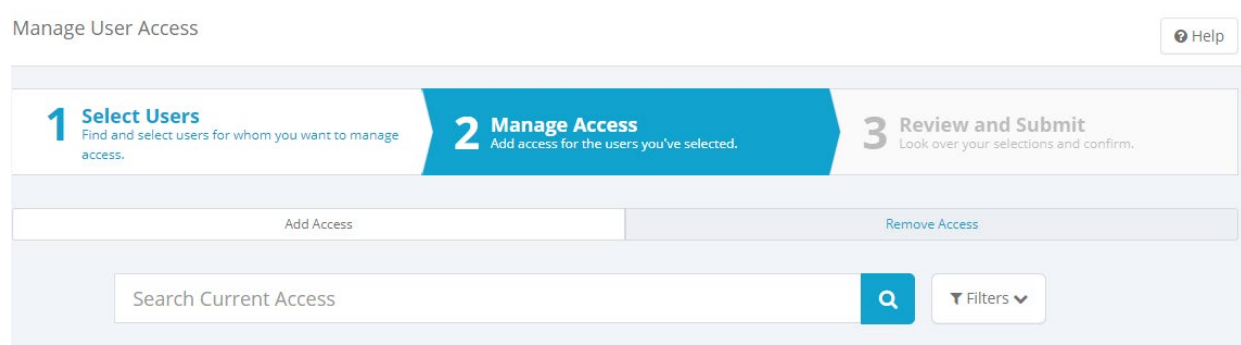 Manage User Access
Help
1 Select Users
Find and select users for whom you want to manage
access.
2 Manage Access
Add access for the users you've selected.
3 Review and Submit
Look over your selections and confirm.
Add Access
Remove Access
Search Current Access
Filters